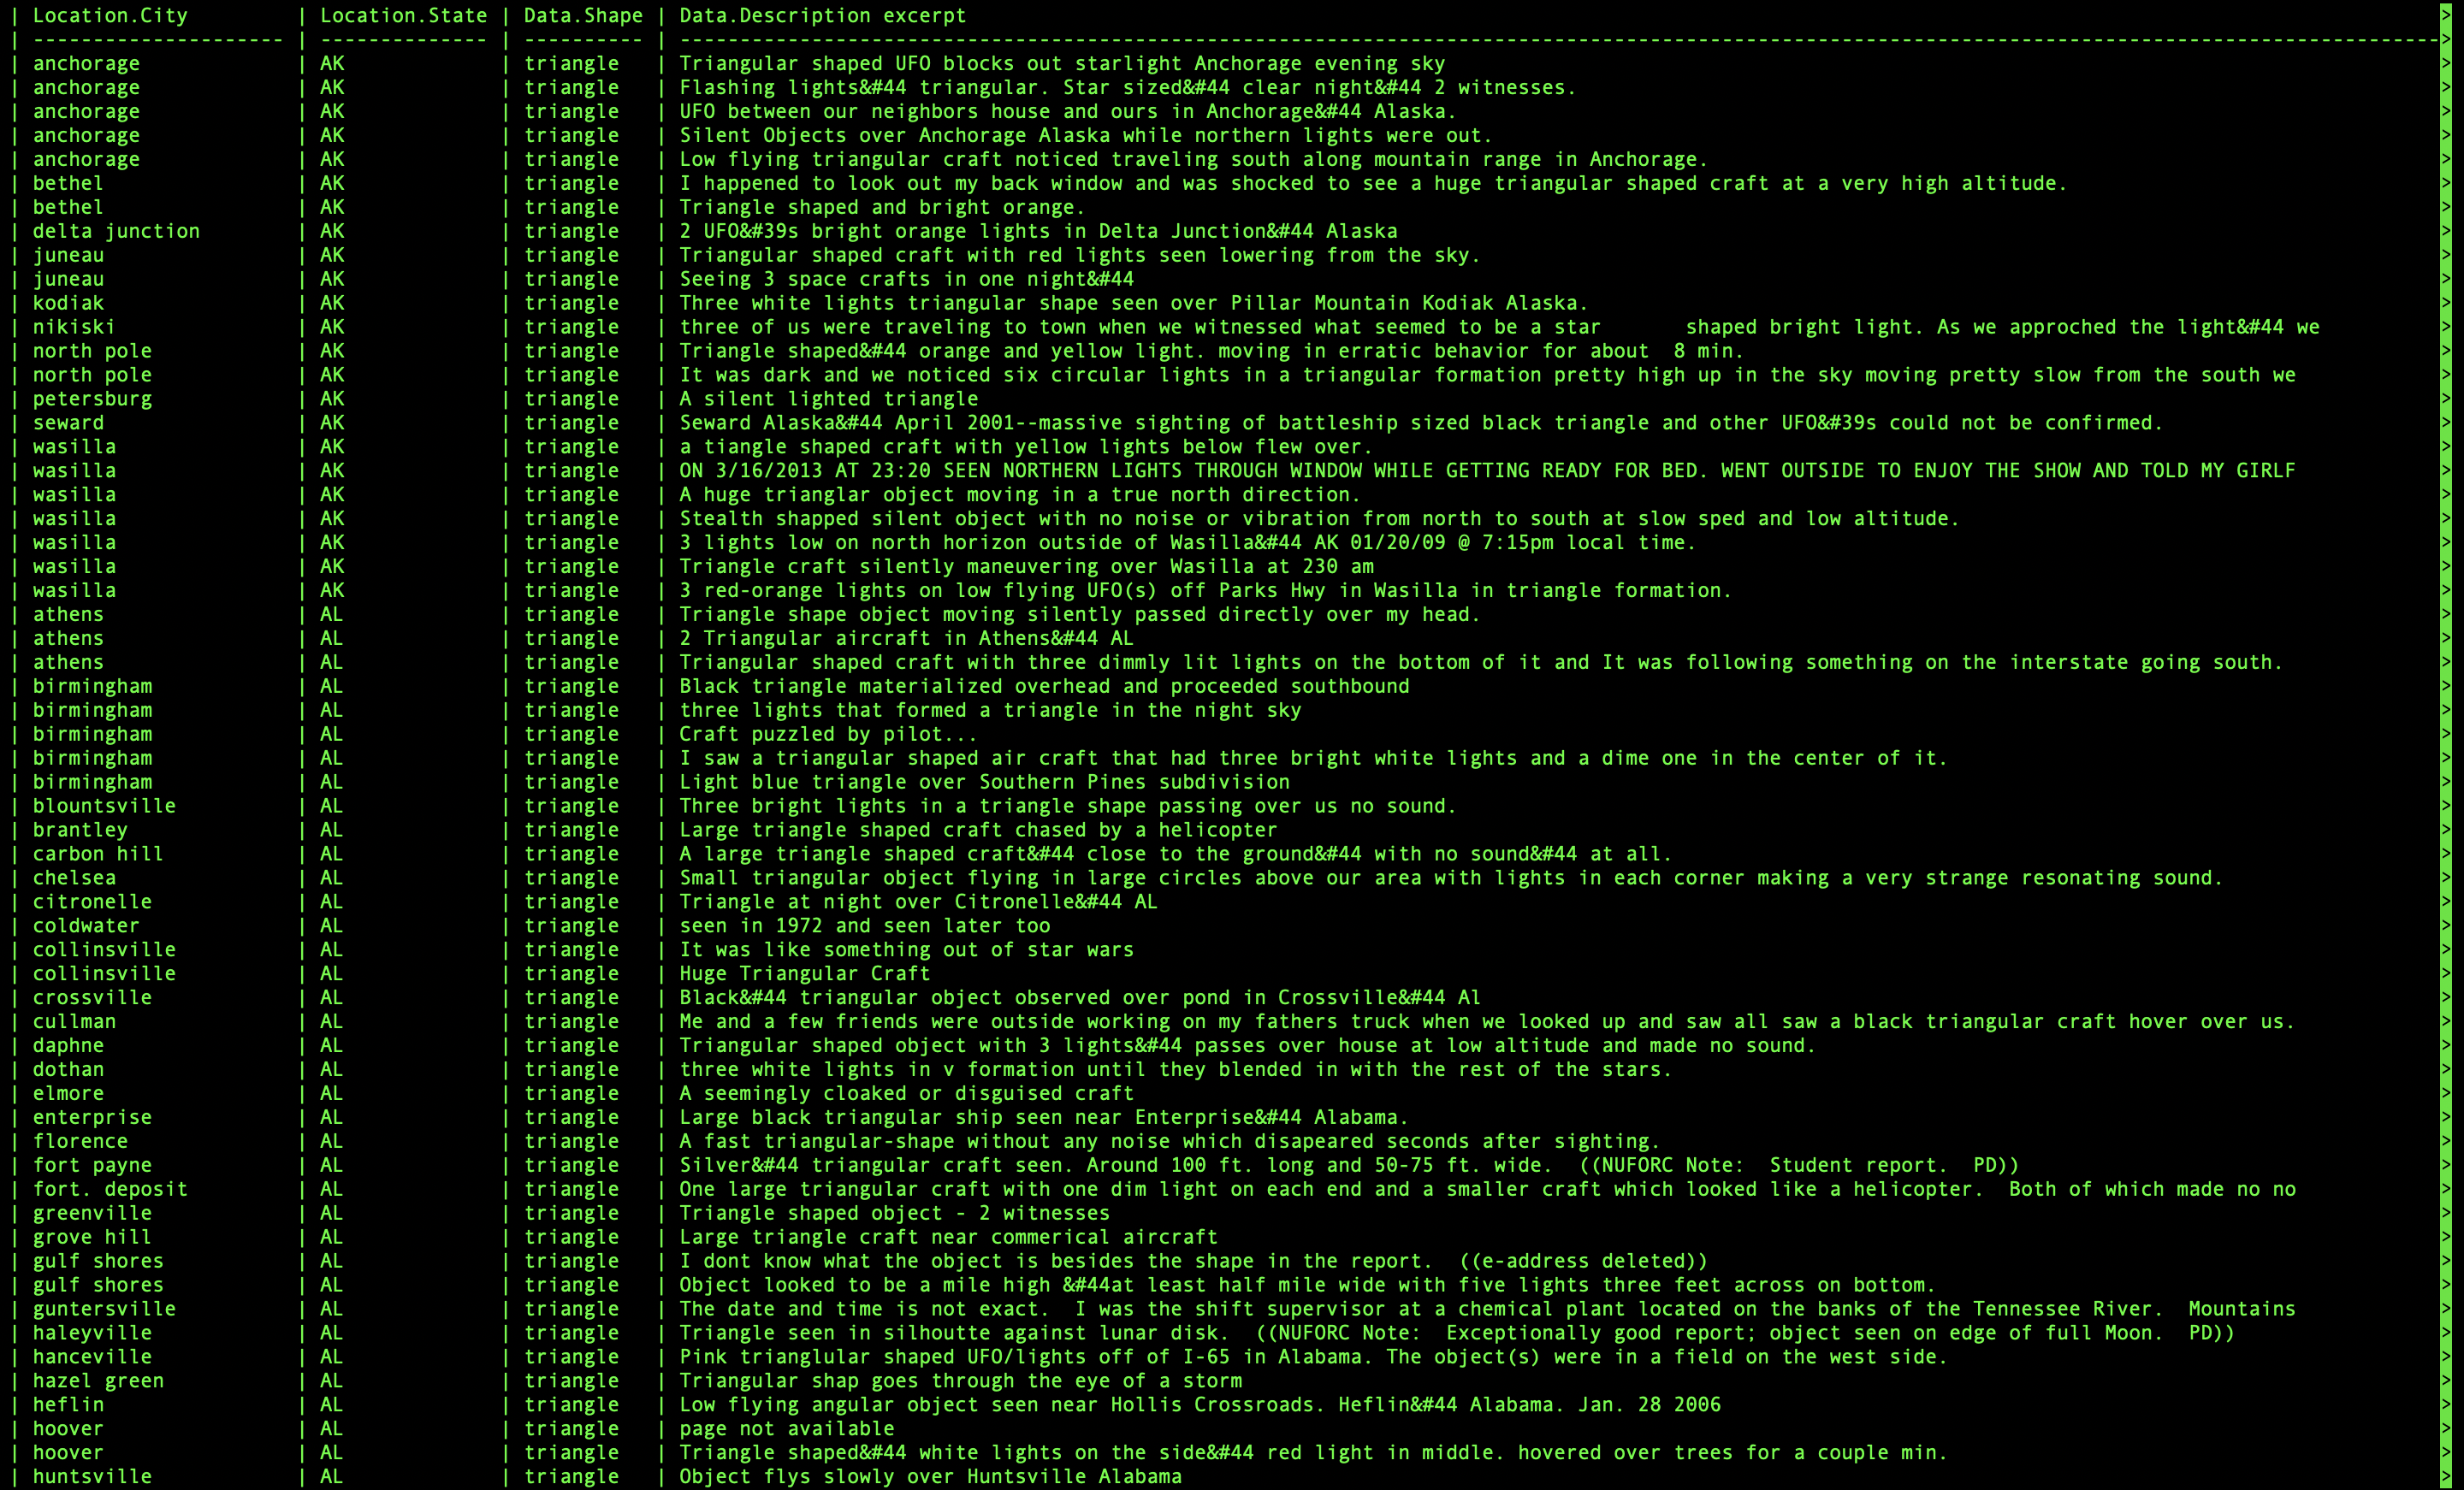 | Location.City         | Location.State | Data.Shape | Data.Description excerpt >
| --------------------- | -------------- | ---------- | --------------------------------------------------------------------------------------------------------------------------------------------------->
| anchorage             | AK             | triangle   | Triangular shaped UFO blocks out starlight Anchorage evening sky >
| anchorage             | AK             | triangle   | Flashing lights&#44 triangular. Star sized&#44 clear night&#44 2 witnesses. >
| anchorage             | AK             | triangle   | UFO between our neighbors house and ours in Anchorage&#44 Alaska. >
| anchorage             | AK             | triangle   | Silent Objects over Anchorage Alaska while northern lights were out. >
| anchorage             | AK             | triangle   | Low flying triangular craft noticed traveling south along mountain range in Anchorage. >
| bethel                | AK             | triangle   | I happened to look out my back window and was shocked to see a huge triangular shaped craft at a very high altitude. >
| bethel                | AK             | triangle   | Triangle shaped and bright orange. >
| delta junction        | AK             | triangle   | 2 UFO&#39s bright orange lights in Delta Junction&#44 Alaska >
| juneau                | AK             | triangle   | Triangular shaped craft with red lights seen lowering from the sky. >
| juneau                | AK             | triangle   | Seeing 3 space crafts in one night&#44 >
| kodiak                | AK             | triangle   | Three white lights triangular shape seen over Pillar Mountain Kodiak Alaska. >
| nikiski               | AK             | triangle   | three of us were traveling to town when we witnessed what seemed to be a star       shaped bright light. As we approched the light&#44 we >
| north pole            | AK             | triangle   | Triangle shaped&#44 orange and yellow light. moving in erratic behavior for about  8 min. >
| north pole            | AK             | triangle   | It was dark and we noticed six circular lights in a triangular formation pretty high up in the sky moving pretty slow from the south we >
| petersburg            | AK             | triangle   | A silent lighted triangle >
| seward                | AK             | triangle   | Seward Alaska&#44 April 2001--massive sighting of battleship sized black triangle and other UFO&#39s could not be confirmed. >
| wasilla               | AK             | triangle   | a tiangle shaped craft with yellow lights below flew over. >
| wasilla               | AK             | triangle   | ON 3/16/2013 AT 23:20 SEEN NORTHERN LIGHTS THROUGH WINDOW WHILE GETTING READY FOR BED. WENT OUTSIDE TO ENJOY THE SHOW AND TOLD MY GIRLF >
| wasilla               | AK             | triangle   | A huge trianglar object moving in a true north direction. >
| wasilla               | AK             | triangle   | Stealth shapped silent object with no noise or vibration from north to south at slow sped and low altitude. >
| wasilla               | AK             | triangle   | 3 lights low on north horizon outside of Wasilla&#44 AK 01/20/09 @ 7:15pm local time. >
| wasilla               | AK             | triangle   | Triangle craft silently maneuvering over Wasilla at 230 am >
| wasilla               | AK             | triangle   | 3 red-orange lights on low flying UFO(s) off Parks Hwy in Wasilla in triangle formation. >
| athens                | AL             | triangle   | Triangle shape object moving silently passed directly over my head. >
| athens                | AL             | triangle   | 2 Triangular aircraft in Athens&#44 AL >
| athens                | AL             | triangle   | Triangular shaped craft with three dimmly lit lights on the bottom of it and It was following something on the interstate going south. >
| birmingham            | AL             | triangle   | Black triangle materialized overhead and proceeded southbound >
| birmingham            | AL             | triangle   | three lights that formed a triangle in the night sky >
| birmingham            | AL             | triangle   | Craft puzzled by pilot... >
| birmingham            | AL             | triangle   | I saw a triangular shaped air craft that had three bright white lights and a dime one in the center of it. >
| birmingham            | AL             | triangle   | Light blue triangle over Southern Pines subdivision >
| blountsville          | AL             | triangle   | Three bright lights in a triangle shape passing over us no sound. >
| brantley              | AL             | triangle   | Large triangle shaped craft chased by a helicopter >
| carbon hill           | AL             | triangle   | A large triangle shaped craft&#44 close to the ground&#44 with no sound&#44 at all. >
| chelsea               | AL             | triangle   | Small triangular object flying in large circles above our area with lights in each corner making a very strange resonating sound. >
| citronelle            | AL             | triangle   | Triangle at night over Citronelle&#44 AL >
| coldwater             | AL             | triangle   | seen in 1972 and seen later too >
| collinsville          | AL             | triangle   | It was like something out of star wars >
| collinsville          | AL             | triangle   | Huge Triangular Craft >
| crossville            | AL             | triangle   | Black&#44 triangular object observed over pond in Crossville&#44 Al >
| cullman               | AL             | triangle   | Me and a few friends were outside working on my fathers truck when we looked up and saw all saw a black triangular craft hover over us. >
| daphne                | AL             | triangle   | Triangular shaped object with 3 lights&#44 passes over house at low altitude and made no sound. >
| dothan                | AL             | triangle   | three white lights in v formation until they blended in with the rest of the stars. >
| elmore                | AL             | triangle   | A seemingly cloaked or disguised craft >
| enterprise            | AL             | triangle   | Large black triangular ship seen near Enterprise&#44 Alabama. >
| florence              | AL             | triangle   | A fast triangular-shape without any noise which disapeared seconds after sighting. >
| fort payne            | AL             | triangle   | Silver&#44 triangular craft seen. Around 100 ft. long and 50-75 ft. wide.  ((NUFORC Note:  Student report.  PD)) >
| fort. deposit         | AL             | triangle   | One large triangular craft with one dim light on each end and a smaller craft which looked like a helicopter.  Both of which made no no >
| greenville            | AL             | triangle   | Triangle shaped object - 2 witnesses >
| grove hill            | AL             | triangle   | Large triangle craft near commerical aircraft >
| gulf shores           | AL             | triangle   | I dont know what the object is besides the shape in the report.  ((e-address deleted)) >
| gulf shores           | AL             | triangle   | Object looked to be a mile high &#44at least half mile wide with five lights three feet across on bottom. >
| guntersville          | AL             | triangle   | The date and time is not exact.  I was the shift supervisor at a chemical plant located on the banks of the Tennessee River.  Mountains >
| haleyville            | AL             | triangle   | Triangle seen in silhoutte against lunar disk.  ((NUFORC Note:  Exceptionally good report; object seen on edge of full Moon.  PD)) >
| hanceville            | AL             | triangle   | Pink trianglular shaped UFO/lights off of I-65 in Alabama. The object(s) were in a field on the west side. >
| hazel green           | AL             | triangle   | Triangular shap goes through the eye of a storm >
| heflin                | AL             | triangle   | Low flying angular object seen near Hollis Crossroads. Heflin&#44 Alabama. Jan. 28 2006 >
| hoover                | AL             | triangle   | page not available >
| hoover                | AL             | triangle   | Triangle shaped&#44 white lights on the side&#44 red light in middle. hovered over trees for a couple min. >
| huntsville            | AL             | triangle   | Object flys slowly over Huntsville Alabama >